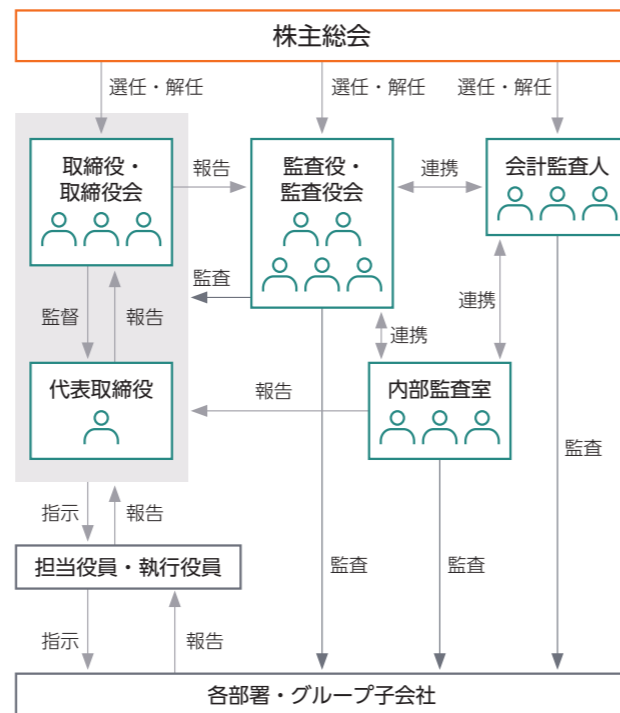 株主総会
選任・解任
選任・解任
選任・解任
取締役・
取締役会
報告
監査役・
監査役会
連携
会計監査人
監査
監督
報告
連携
連携
代表取締役
報告
内部監査室
監査
指示
報告
担当役員・執行役員
監査
監査
指示
報告
各部署・グループ子会社